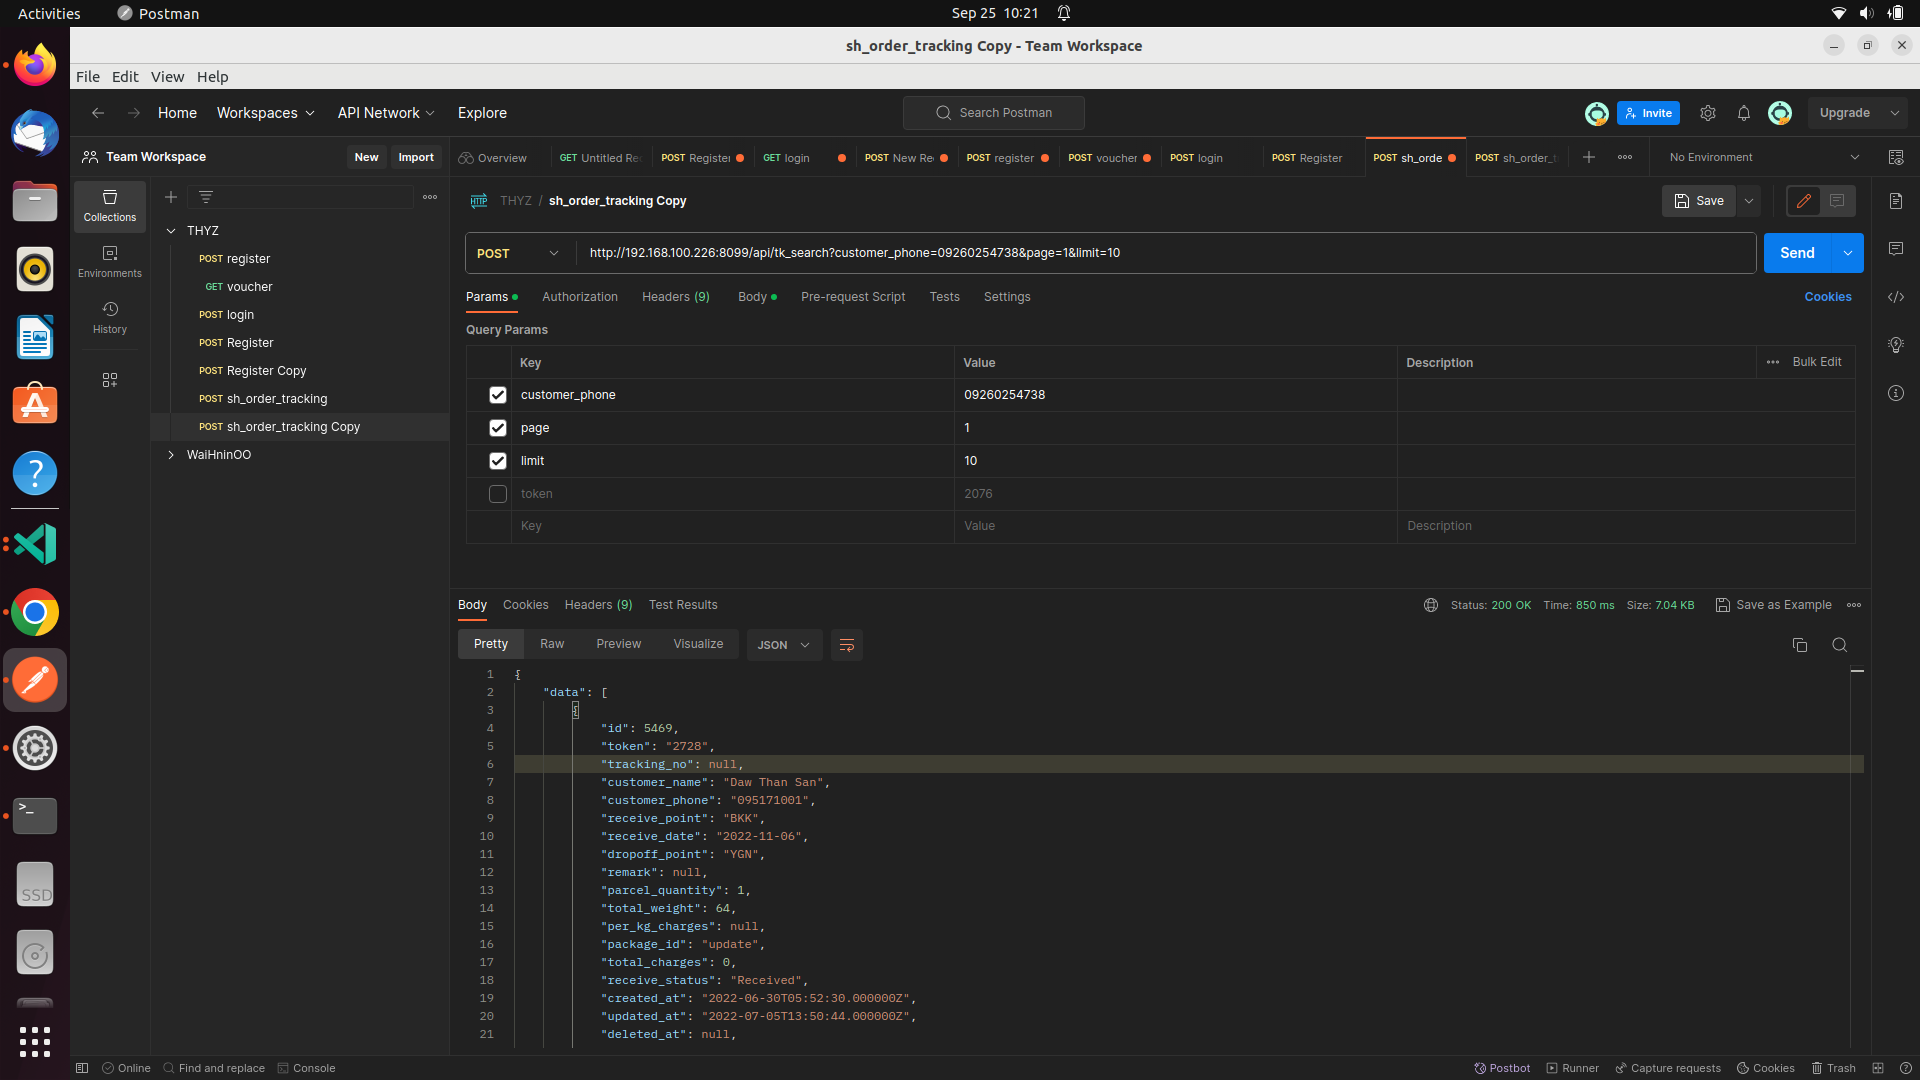 Activities Postman Sep 25 10:21
sh_order_tracking Copy - Team Workspace
File Edit View Help
Home Workspaces API Network Explore Search Postman Invite Upgrade
Team Workspace New Import
Overview GET Untitled Re POST Register GET login POST New Re POST register POST voucher POST login POST Register POST sh_orde POST sh_order_t No Environment
Collections
Environments
History
THYZ
POST register
GET voucher
POST login
POST Register
POST Register Copy
POST sh_order_tracking
POST sh_order_tracking Copy
WaiHninOO
HTTP THYZ / sh_order_tracking Copy Save
POST http://192.168.100.226:8099/api/tk_search?customer_phone=09260254738&page=1&limit=10 Send
Params Authorization Headers (9) Body Pre-request Script Tests Settings Cookies
Query Params
Key Value Description Bulk Edit
customer_phone 09260254738
page 1
limit 10
token 2076
Key Value Description
Body Cookies Headers (9) Test Results Status: 200 OK Time: 850 ms Size: 7.04 KB Save as Example
Pretty Raw Preview Visualize JSON
1 {
2 "data": [
3 {
4 "id": 5469,
5 "token": "2728",
6 "tracking_no": null,
7 "customer_name": "Daw Than San",
8 "customer_phone": "095171001",
9 "receive_point": "BKK",
10 "receive_date": "2022-11-06",
11 "dropoff_point": "YGN",
12 "remark": null,
13 "parcel_quantity": 1,
14 "total_weight": 64,
15 "per_kg_charges": null,
16 "package_id": "update",
17 "total_charges": 0,
18 "receive_status": "Received",
19 "created_at": "2022-06-30T05:52:30.000000Z",
20 "updated_at": "2022-07-05T13:50:44.000000Z",
21 "deleted_at": null,
SSD
Online Find and replace Console Postbot Runner Capture requests Cookies Trash